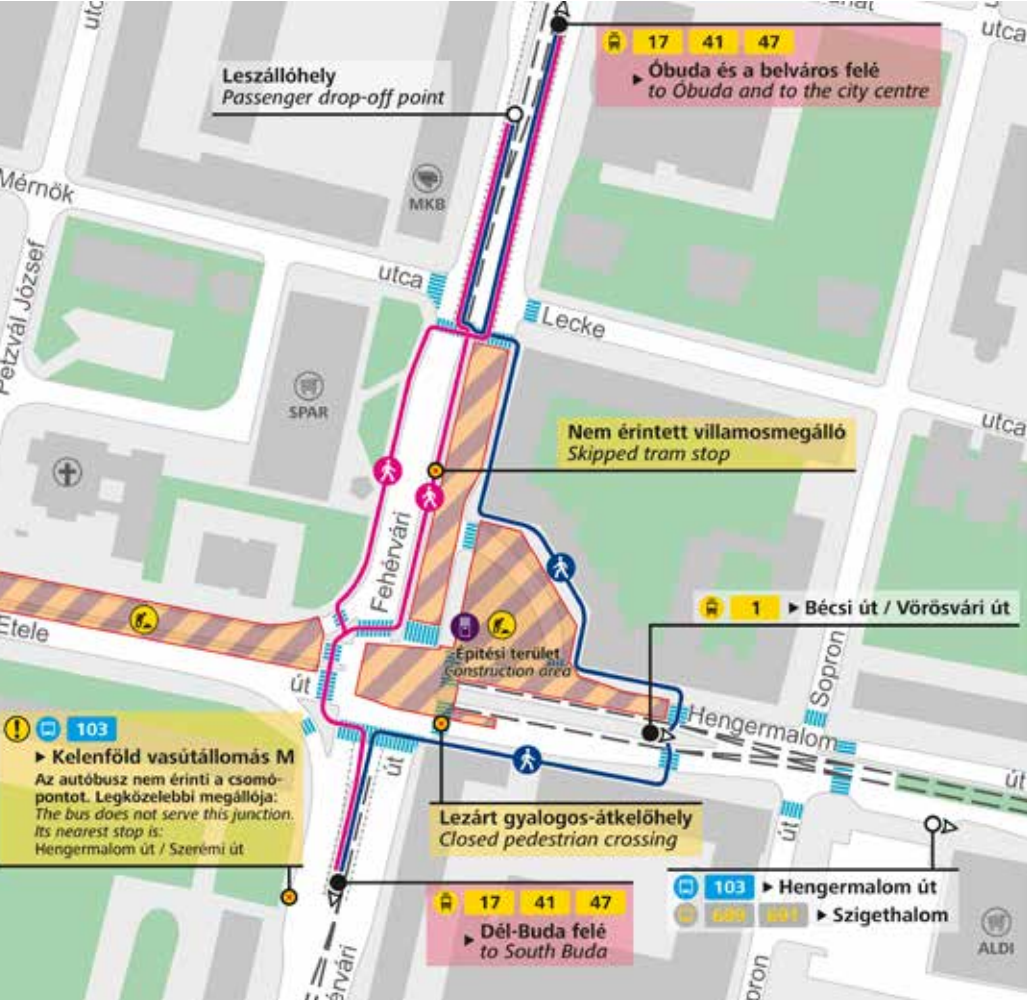 utca
17 41 47
Óbuda és a belváros felé
to Óbuda and to the city centre
Leszállóhely
Passenger drop-off point
MKB
Mérnök
utca
Petzvál József
Lecke
utca
SPAR
Nem érintett villamosmegálló
Skipped tram stop
Fehérvári
út
1 ▸ Bécsi út / Vörösvári út
Etele
út
Építési terület
Construction area
Sopron
út
Hengermalom
út
! 103
▸ Kelenföld vasútállomás M
Az autóbusz nem érinti a csomó-
pontot. Legközelebbi megállója:
The bus does not serve this junction.
Its nearest stop is:
Hengermalom út / Szerémi út
Lezárt gyalogos-átkelőhely
Closed pedestrian crossing
17 41 47
▸ Dél-Buda felé
to South Buda
103 ▸ Hengermalom út
689 691 ▸ Szigethalom
ALDI